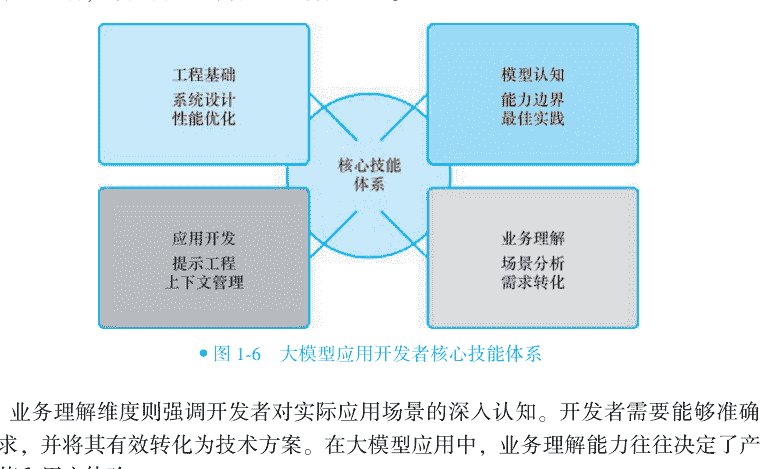 工程基础
系统设计
性能优化
模型认知
能力边界
最佳实践
核心技能
体系
应用开发
提示工程
上下文管理
业务理解
场景分析
需求转化
●图 1-6 大模型应用开发者核心技能体系
业务理解维度则强调开发者对实际应用场景的深入认知。开发者需要能够准确
求，并将其有效转化为技术方案。在大模型应用中，业务理解能力往往决定了产